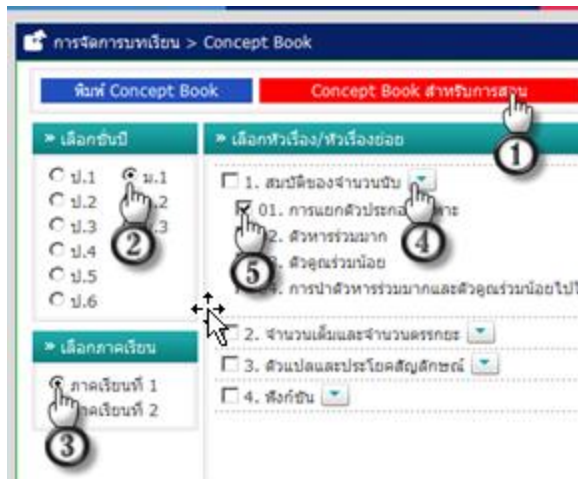 การจัดการบทเรียน > Concept Book
พิมพ์ Concept Book
Concept Book สำหรับการสอน
1
» เลือกชั้นปี
ป.1 ม.1
ป.2 .2
ป.3 .3
ป.4
ป.5
ป.6
2
» เลือกภาคเรียน
ภาคเรียนที่ 1
ภาคเรียนที่ 2
3
» เลือกหัวเรื่อง/หัวเรื่องย่อย
1. สมบัติของจำนวนนับ
4
01. การแยกตัวประกอบ
2. ตัวหารร่วมมาก
ตัวคูณร่วมน้อย
5
การนำตัวหารร่วมมากและตัวคูณร่วมน้อยไปใ
2. จำนวนเต็มและจำนวนตรรกยะ
3. ตัวแปลและประโยคสัญลักษณ์
4. ฟังก์ชัน